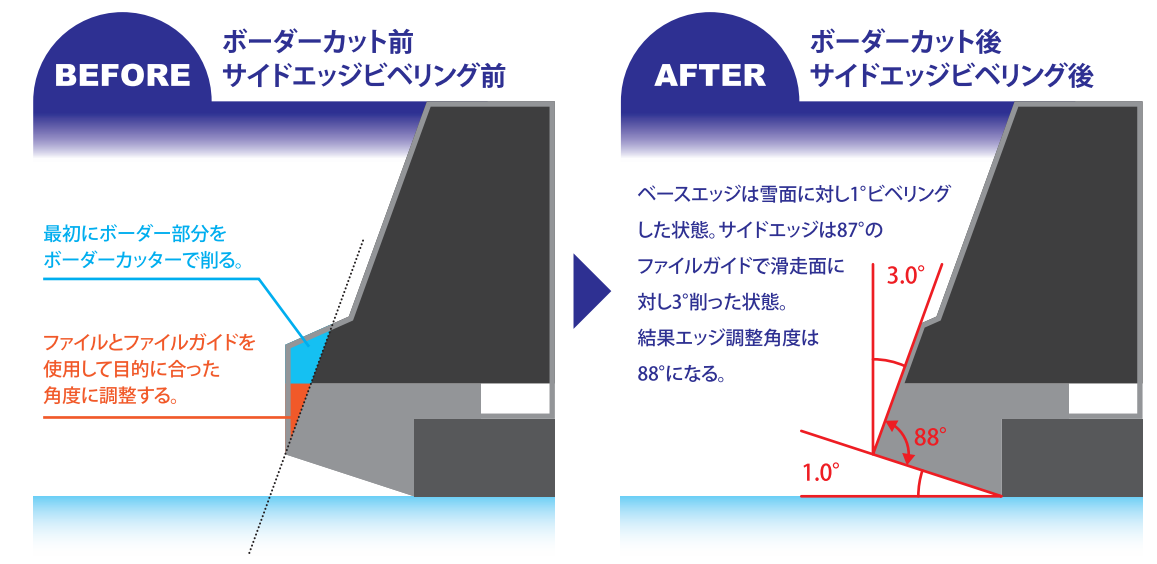 BEFORE
ボーダーカット前
サイドエッジビベリング前
最初にボーダー部分を
ボーダーカッターで削る。
ファイルとファイルガイドを
使用して目的に合った
角度に調整する。
AFTER
ボーダーカット後
サイドエッジビベリング後
ベースエッジは雪面に対し1°ビベリング
した状態。サイドエッジは87°の
ファイルガイドで滑走面に
対し3°削った状態。
結果エッジ調整角度は
88°になる。
3.0°
88°
1.0°